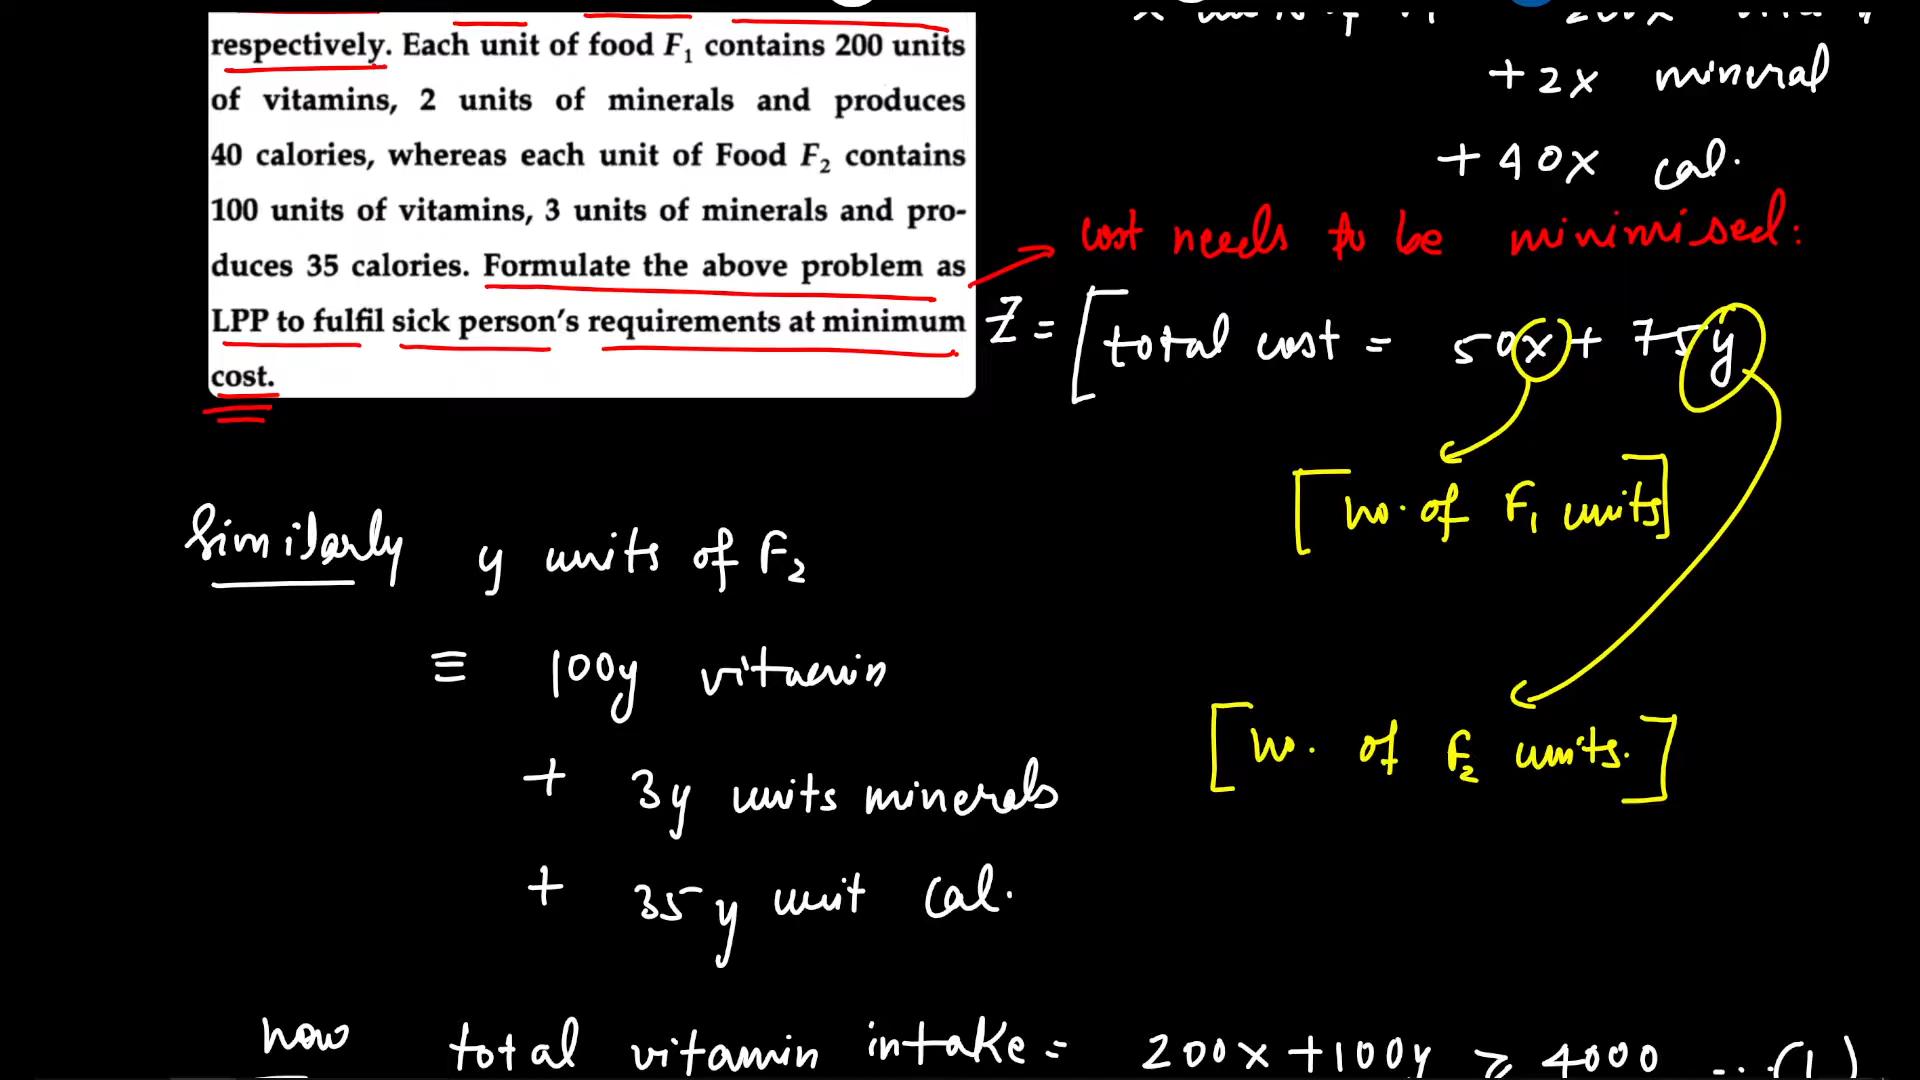 respectively. Each unit of food F₁ contains 200 units
of vitamins, 2 units of minerals and produces
40 calories, whereas each unit of Food F₂ contains
100 units of vitamins, 3 units of minerals and pro-
duces 35 calories. Formulate the above problem as
LPP to fulfil sick person's requirements at minimum
cost.
+ 2x mineral
+ 40x cal.
cost needs to be minimised:
Z = [total cost = 50x + 75y
[no. of F₁ units]
[no. of F₂ units.]
Similarly y units of F₂
≡ 100y vitamin
+ 3y units minerals
+ 35y unit cal.
now total vitamin intake = 200x + 100y ≥ 4000 ...(1)